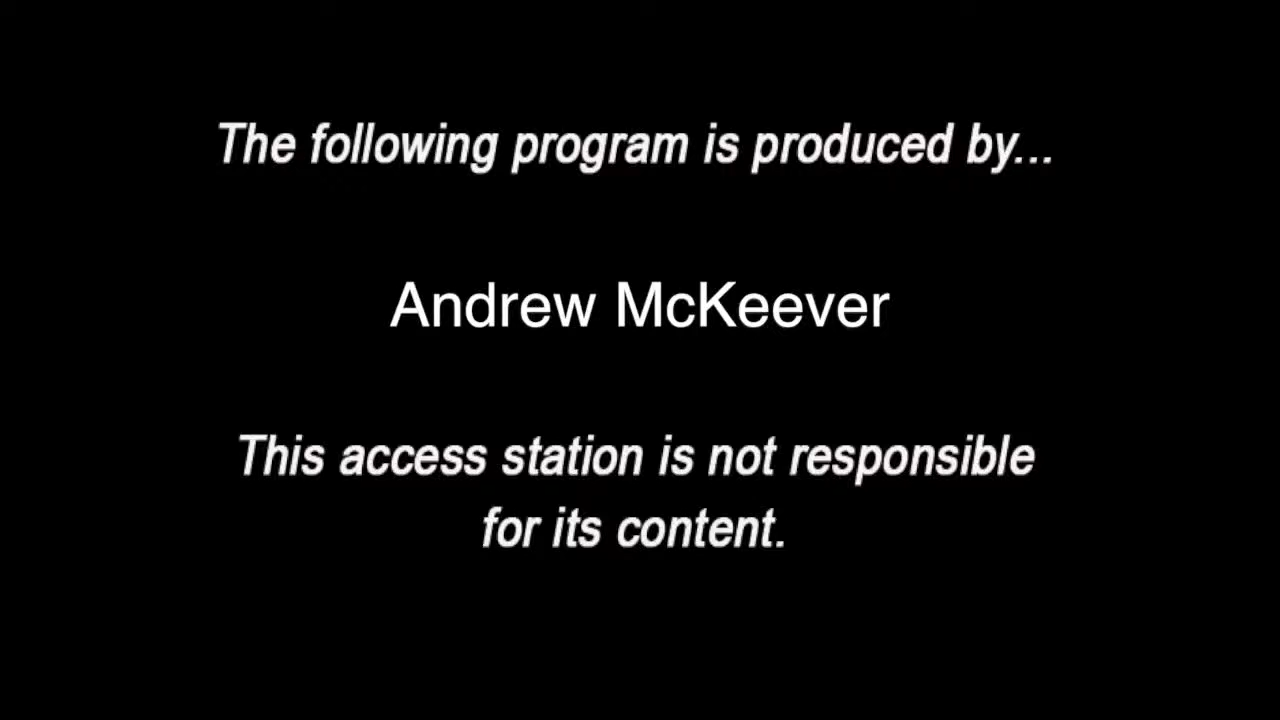 The following program is produced by...
Andrew McKeever
This access station is not responsible
for its content.